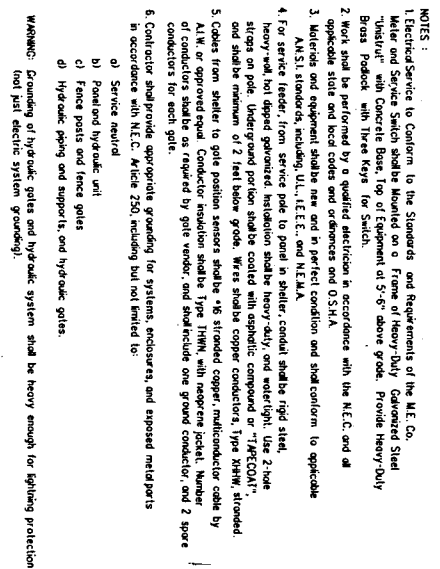 NOTES :
1. Electrical Service to Conform to the Standards and Requirements of the M.E. Co.
Meter and Service Switch shall be Mounted on a Frame of Heavy-Duty Galvanized Steel
"Unistrut" with Concrete Base, Top of Equipment at 5'-6" above grade. Provide Heavy-Duty
Brass Padlock with Three Keys for Switch.
2. Work shall be performed by a qualified electrician in accordance with the N.E.C. and all
applicable state and local codes and ordinances and O.S.H.A.
3. Materials and equipment shall be new and in perfect condition and shall conform to applicable
A.N.S.I. standards, including, U.L., I.E.E.E., and N.E.M.A.
4. For service feeder, from service pole to panel in shelter, conduit shall be rigid steel,
heavy-wall, hot dipped galvanized. Installation shall be heavy-duty, and watertight. Use 2-hole
straps on pole. Underground portion shall be coated with asphaltic compound or "TAPECOAT",
and shall be minimum of 2 feet below grade. Wires shall be copper conductors, Type XHHW, stranded.
5. Cables from shelter to gate position sensors shall be #16 stranded copper, multiconductor cable by
A.I.W. or approved equal. Conductor insulation shall be Type THWN, with neoprene jacket. Number
of conductors shall be as required by gate vendor, and shall include one ground conductor, and 2 spare
conductors for each gate.
6. Contractor shall provide appropriate grounding for systems, enclosures, and exposed metal parts
in accordance with N.E.C. Article 250, including but not limited to:
a) Service neutral
b) Panel and hydraulic unit
c) Fence posts and fence gates
d) Hydraulic piping and supports, and hydraulic gates.
WARNING: Grounding of hydraulic gates and hydraulic system shall be heavy enough for lightning protection
(not just electric system grounding).